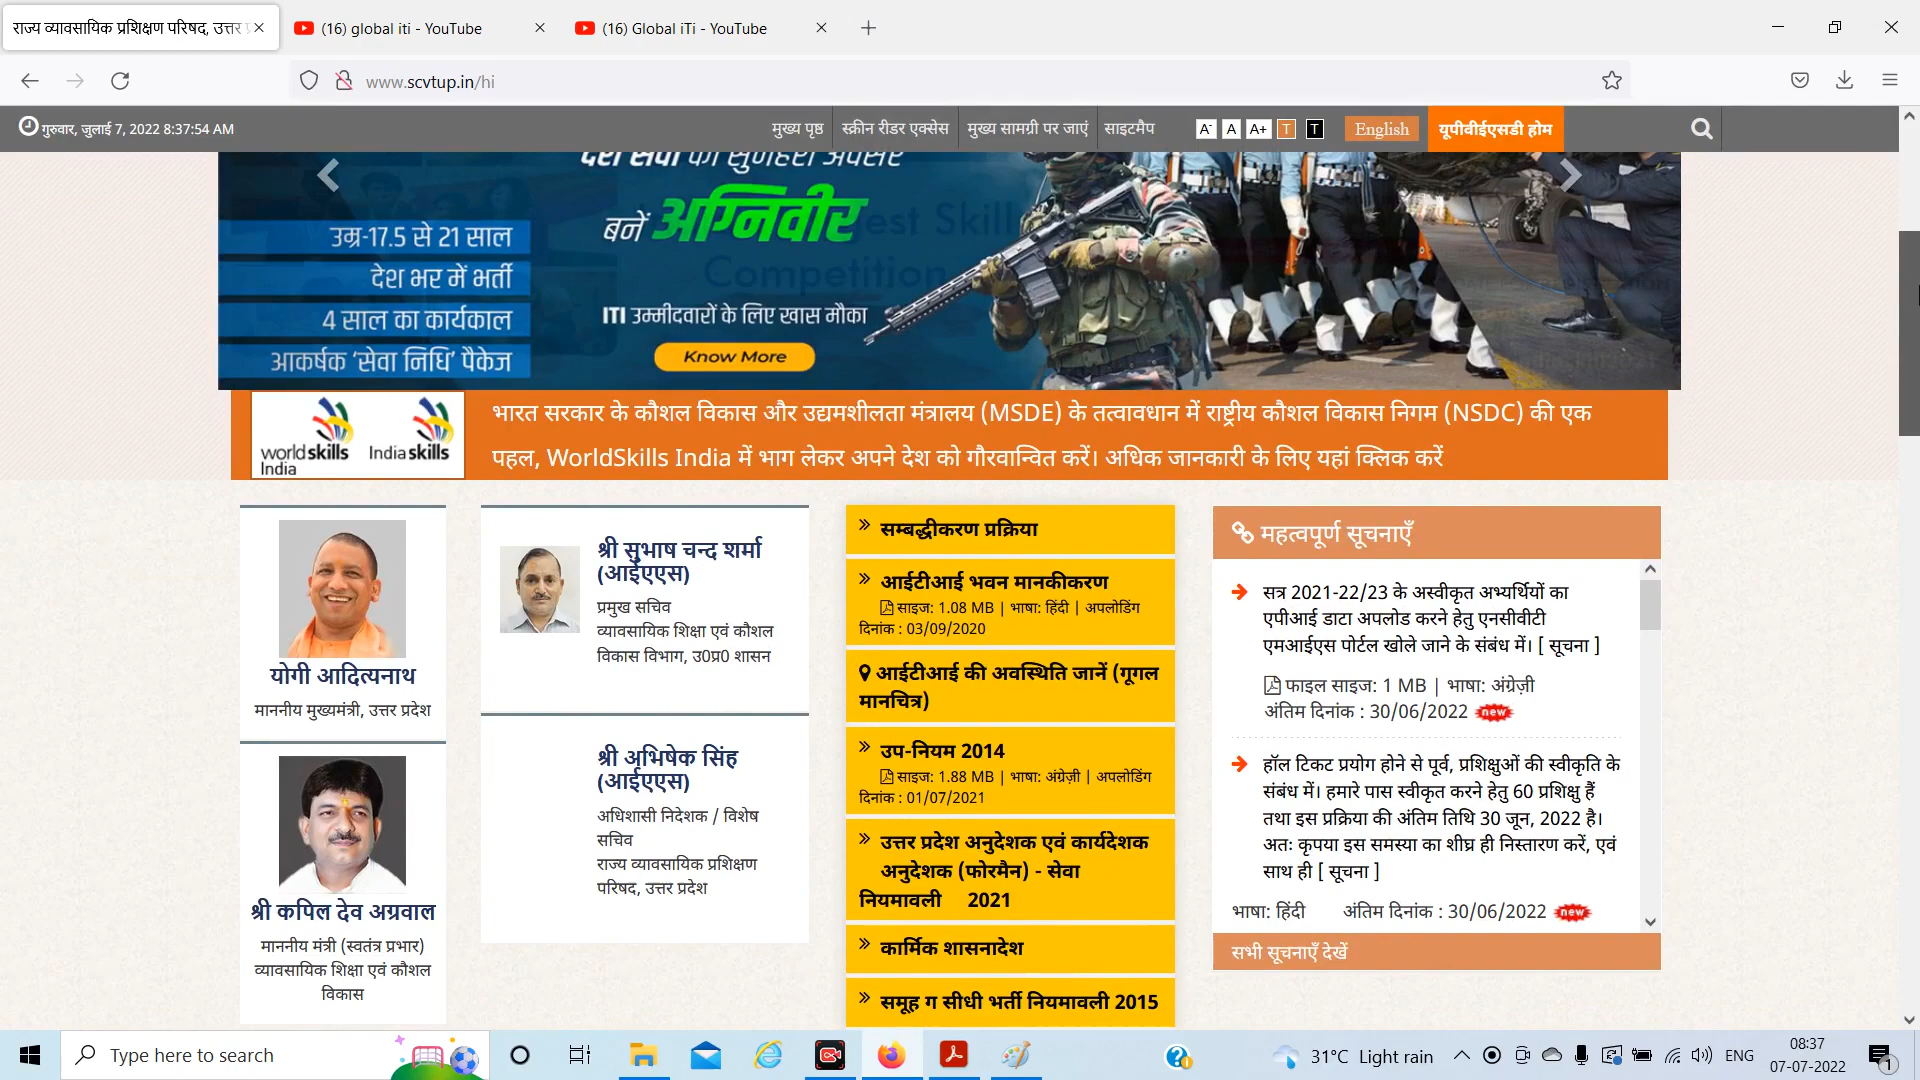 राज्य व्यावसायिक प्रशिक्षण परिषद, उत्तर
(16) global iti - YouTube
(16) Global iTi - YouTube
www.scvtup.in/hi
गुरुवार, जुलाई 7, 2022 8:37:54 AM
मुख्य पृष्ठ
स्क्रीन रीडर एक्सेस
मुख्य सामग्री पर जाएं
साइटमैप
A- A A+ T T
English
यूपीवीईएसडी होम
देश सेवा का सुनहरा अवसर
बनें अग्निवीर
उम्र-17.5 से 21 साल
देश भर में भर्ती
4 साल का कार्यकाल
आकर्षक ‘सेवा निधि’ पैकेज
ITI उम्मीदवारों के लिए खास मौका
Know More
worldskills India
Indiaskills
भारत सरकार के कौशल विकास और उद्यमशीलता मंत्रालय (MSDE) के तत्वावधान में राष्ट्रीय कौशल विकास निगम (NSDC) की एक
पहल, WorldSkills India में भाग लेकर अपने देश को गौरवान्वित करें। अधिक जानकारी के लिए यहां क्लिक करें
योगी आदित्यनाथ
माननीय मुख्यमंत्री, उत्तर प्रदेश
श्री कपिल देव अग्रवाल
माननीय मंत्री (स्वतंत्र प्रभार)
व्यावसायिक शिक्षा एवं कौशल
विकास
श्री सुभाष चन्द शर्मा
(आईएएस)
प्रमुख सचिव
व्यावसायिक शिक्षा एवं कौशल
विकास विभाग, उ0प्र0 शासन
श्री अभिषेक सिंह
(आईएएस)
अधिशासी निदेशक / विशेष
सचिव
राज्य व्यावसायिक प्रशिक्षण
परिषद, उत्तर प्रदेश
सम्बद्धीकरण प्रक्रिया
आईटीआई भवन मानकीकरण
साइज: 1.08 MB | भाषा: हिंदी | अपलोडिंग
दिनांक : 03/09/2020
आईटीआई की अवस्थिति जानें (गूगल
मानचित्र)
उप-नियम 2014
साइज: 1.88 MB | भाषा: अंग्रेज़ी | अपलोडिंग
दिनांक : 01/07/2021
उत्तर प्रदेश अनुदेशक एवं कार्यदेशक
अनुदेशक (फोरमैन) - सेवा
नियमावली 2021
कार्मिक शासनादेश
समूह ग सीधी भर्ती नियमावली 2015
महत्वपूर्ण सूचनाएँ
सत्र 2021-22/23 के अस्वीकृत अभ्यर्थियों का
एपीआई डाटा अपलोड करने हेतु एनसीवीटी
एमआईएस पोर्टल खोले जाने के संबंध में। [ सूचना ]
फाइल साइज: 1 MB | भाषा: अंग्रेज़ी
अंतिम दिनांक : 30/06/2022 new
हॉल टिकट प्रयोग होने से पूर्व, प्रशिक्षुओं की स्वीकृति के
संबंध में। हमारे पास स्वीकृत करने हेतु 60 प्रशिक्षु हैं
तथा इस प्रक्रिया की अंतिम तिथि 30 जून, 2022 है।
अतः कृपया इस समस्या का शीघ्र ही निस्तारण करें, एवं
साथ ही [ सूचना ]
भाषा: हिंदी अंतिम दिनांक : 30/06/2022 new
सभी सूचनाएँ देखें
Type here to search
31°C Light rain
ENG
08:37
07-07-2022
1